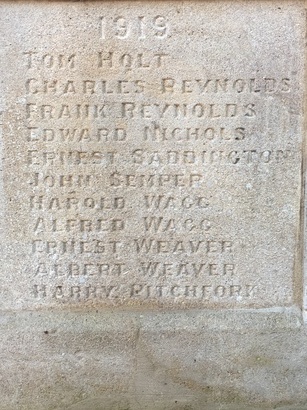 1919
TOM HOLT
CHARLES REYNOLDS
FRANK REYNOLDS
EDWARD NICHOLS
ERNEST SADDINGTON
JOHN SEMPER
HAROLD WAGG
ALFRED WAGG
ERNEST WEAVER
ALBERT WEAVER
HARRY PITCHFORK